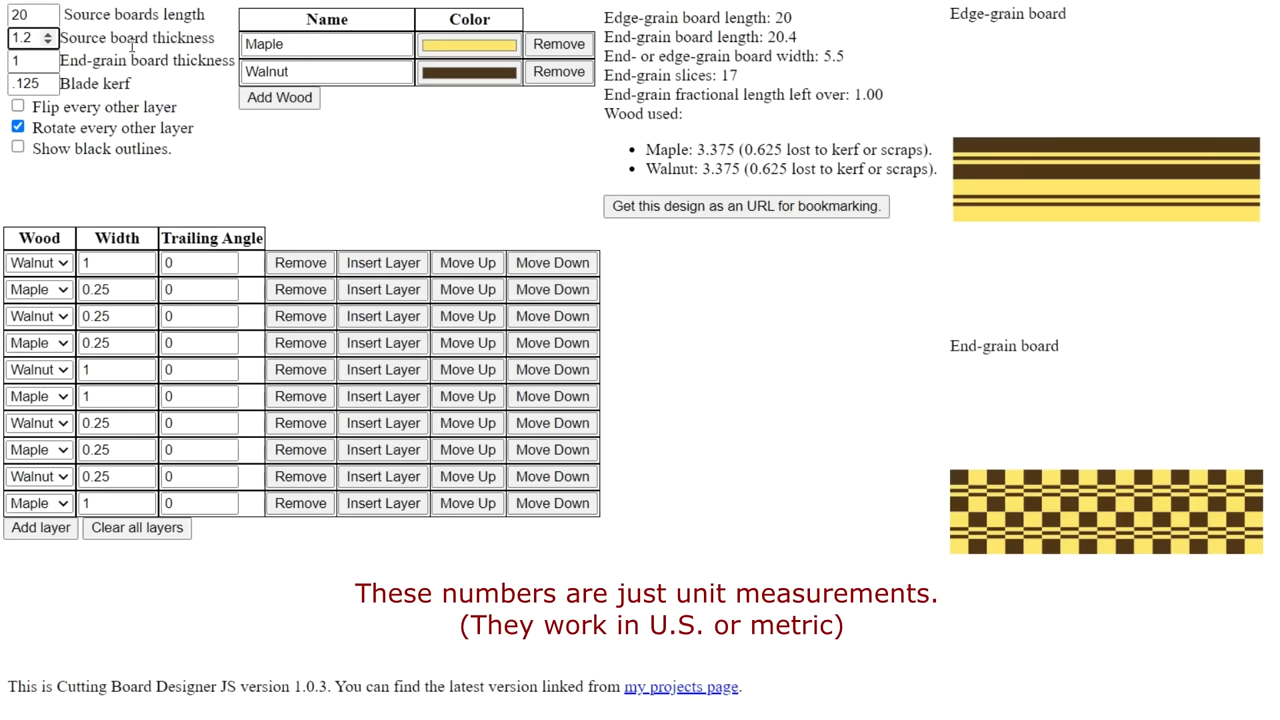 20 Source boards length
1.2 Source board thickness
1 End-grain board thickness
.125 Blade kerf
Flip every other layer
Rotate every other layer
Show black outlines.
Name Color
Maple Remove
Walnut Remove
Add Wood
Edge-grain board length: 20
End-grain board length: 20.4
End- or edge-grain board width: 5.5
End-grain slices: 17
End-grain fractional length left over: 1.00
Wood used:
• Maple: 3.375 (0.625 lost to kerf or scraps).
• Walnut: 3.375 (0.625 lost to kerf or scraps).
Get this design as an URL for bookmarking.
Edge-grain board
End-grain board
Wood Width Trailing Angle
Walnut 1 0 Remove Insert Layer Move Up Move Down
Maple 0.25 0 Remove Insert Layer Move Up Move Down
Walnut 0.25 0 Remove Insert Layer Move Up Move Down
Maple 0.25 0 Remove Insert Layer Move Up Move Down
Walnut 1 0 Remove Insert Layer Move Up Move Down
Maple 1 0 Remove Insert Layer Move Up Move Down
Walnut 0.25 0 Remove Insert Layer Move Up Move Down
Maple 0.25 0 Remove Insert Layer Move Up Move Down
Walnut 0.25 0 Remove Insert Layer Move Up Move Down
Maple 1 0 Remove Insert Layer Move Up Move Down
Add layer Clear all layers
These numbers are just unit measurements.
(They work in U.S. or metric)
This is Cutting Board Designer JS version 1.0.3. You can find the latest version linked from my projects page.